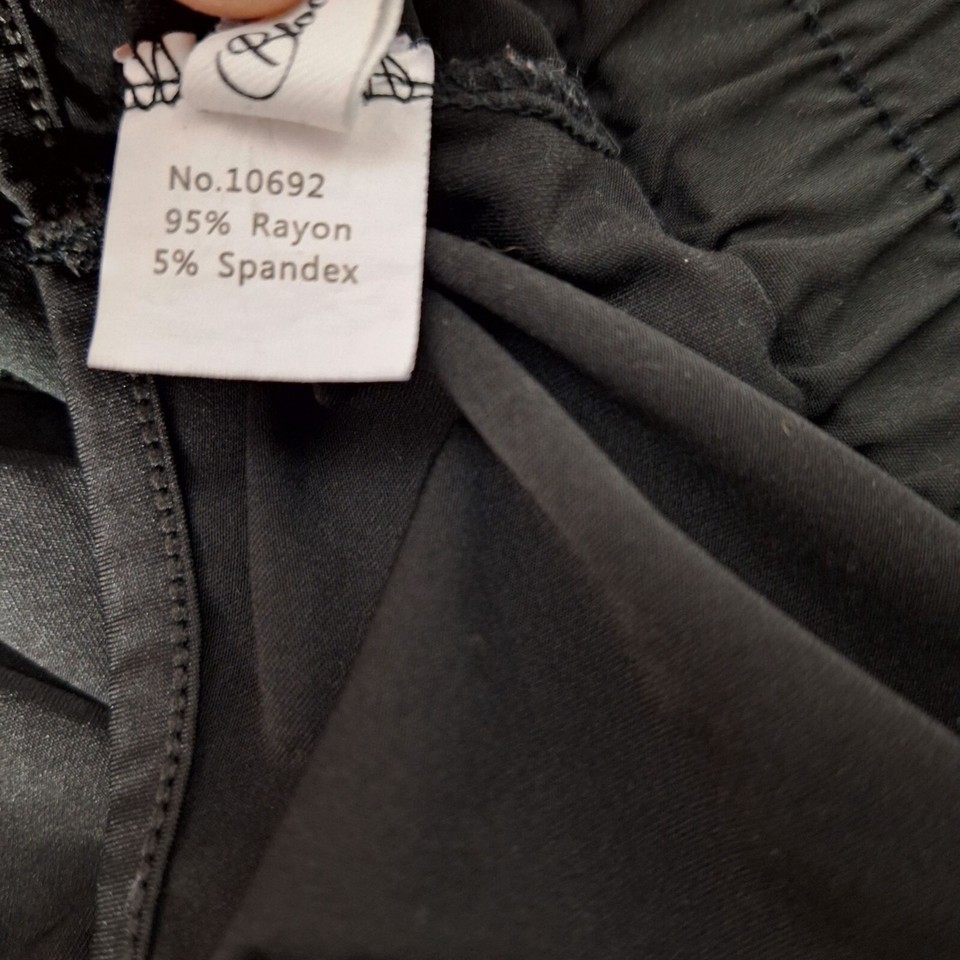 No.10692
95% Rayon
5% Spandex